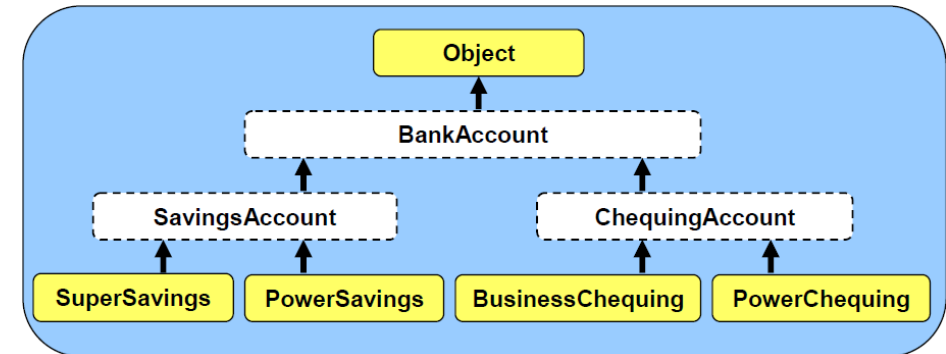 Object
BankAccount
SavingsAccount
ChequingAccount
SuperSavings
PowerSavings
BusinessChequing
PowerChequing